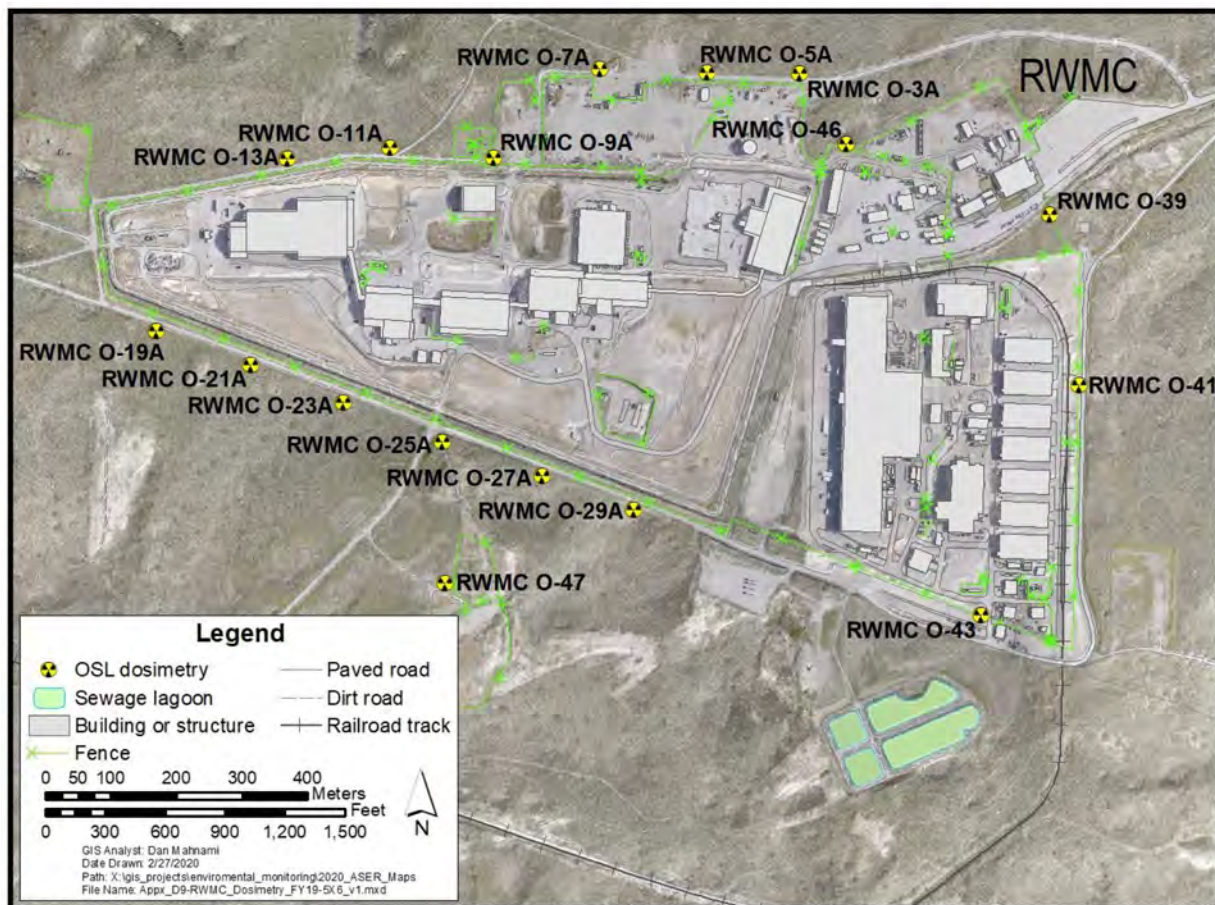 RWMC
RWMC O-7A
RWMC O-5A
RWMC O-3A
RWMC O-46
RWMC O-11A
RWMC O-13A
RWMC O-9A
RWMC O-39
RWMC O-19A
RWMC O-21A
RWMC O-23A
RWMC O-41
RWMC O-25A
RWMC O-27A
RWMC O-29A
RWMC O-47
RWMC O-43
Legend
OSL dosimetry
Paved road
Sewage lagoon
Dirt road
Building or structure
Railroad track
Fence
0 50 100 200 300 400
Meters
Feet
0 300 600 900 1,200 1,500
N
GIS Analyst: Dan Mahnami
Date Drawn: 2/27/2020
Path: X:\gis_projects\enviromental_monitoring\2020_ASER_Maps
File Name: Appx_D9-RWMC_Dosimetry_FY19-5X6_v1.mxd